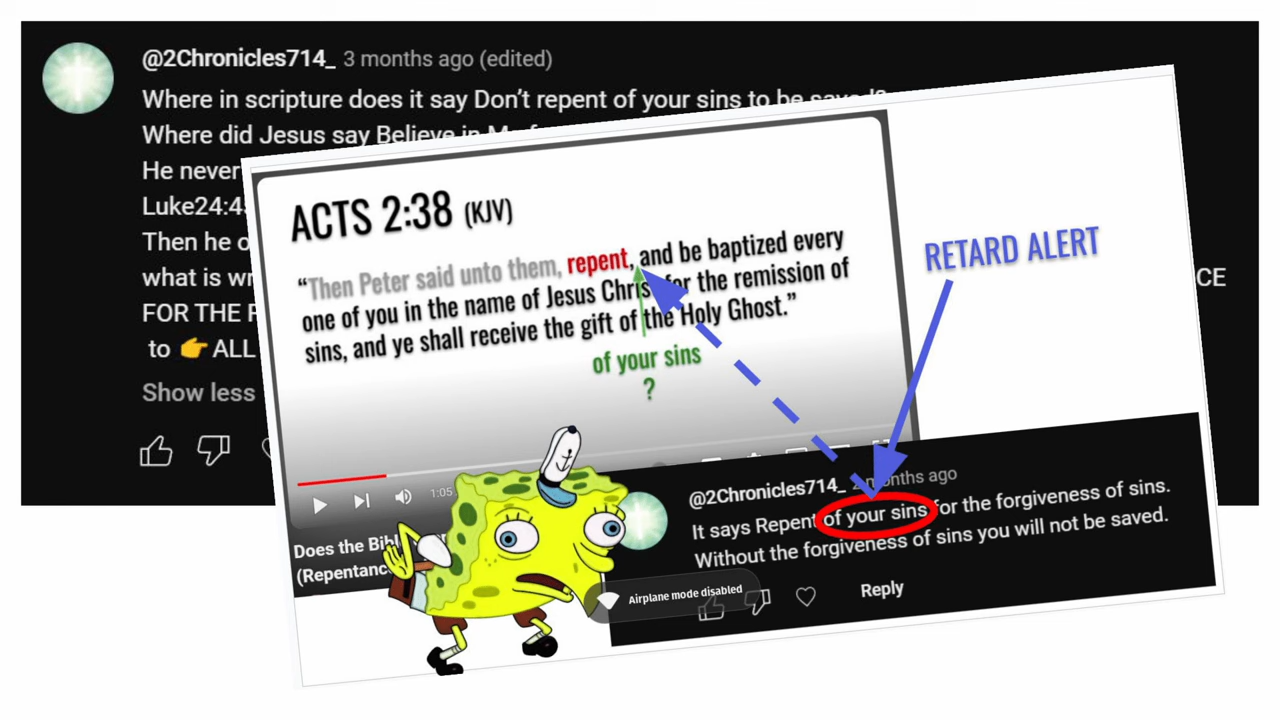 @2Chronicles714_ 3 months ago (edited)
Where in scripture does it say Don't repent of your sins to be saved?
Where did Jesus say Believe in
He never
Luke24:4
Then he
what is
CE
FOR THE
to 👉 ALL
Show less
ACTS 2:38 (KJV)
“Then Peter said unto them, repent, and be baptized every
one of you in the name of Jesus Christ for the remission of
sins, and ye shall receive the gift of the Holy Ghost.”
of your sins
?
RETARD ALERT
1:05
Does the
(Repentance
@2Chronicles714_ 2 months ago
It says Repent of your sins for the forgiveness of sins.
Without the forgiveness of sins you will not be saved.
Reply
Airplane mode disabled